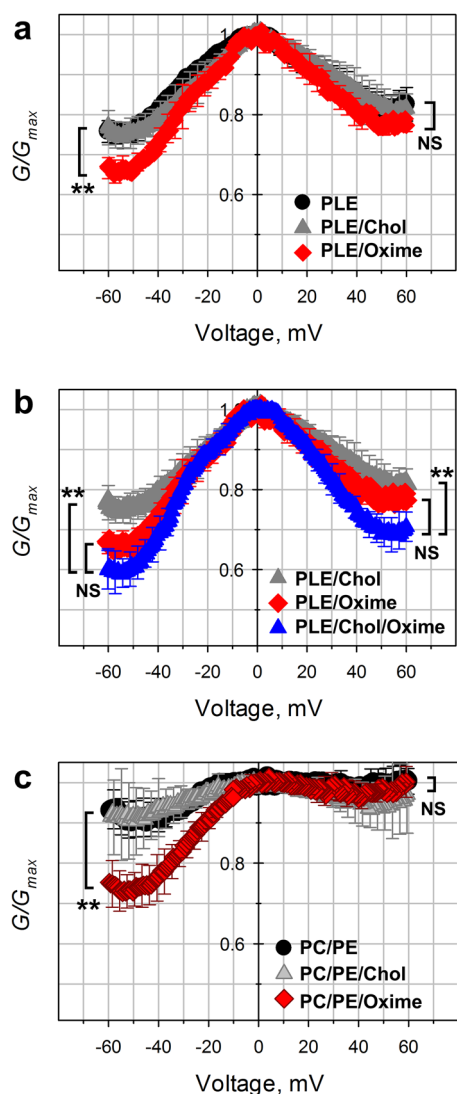 a
G/Gmax
1
0.8
0.6
**
NS
PLE
PLE/Chol
PLE/Oxime
-60 -40 -20 0 20 40 60
Voltage, mV
b
G/Gmax
1
0.8
0.6
**
NS
**
NS
PLE/Chol
PLE/Oxime
PLE/Chol/Oxime
-60 -40 -20 0 20 40 60
Voltage, mV
c
G/Gmax
1
0.8
0.6
**
NS
PC/PE
PC/PE/Chol
PC/PE/Oxime
-60 -40 -20 0 20 40 60
Voltage, mV